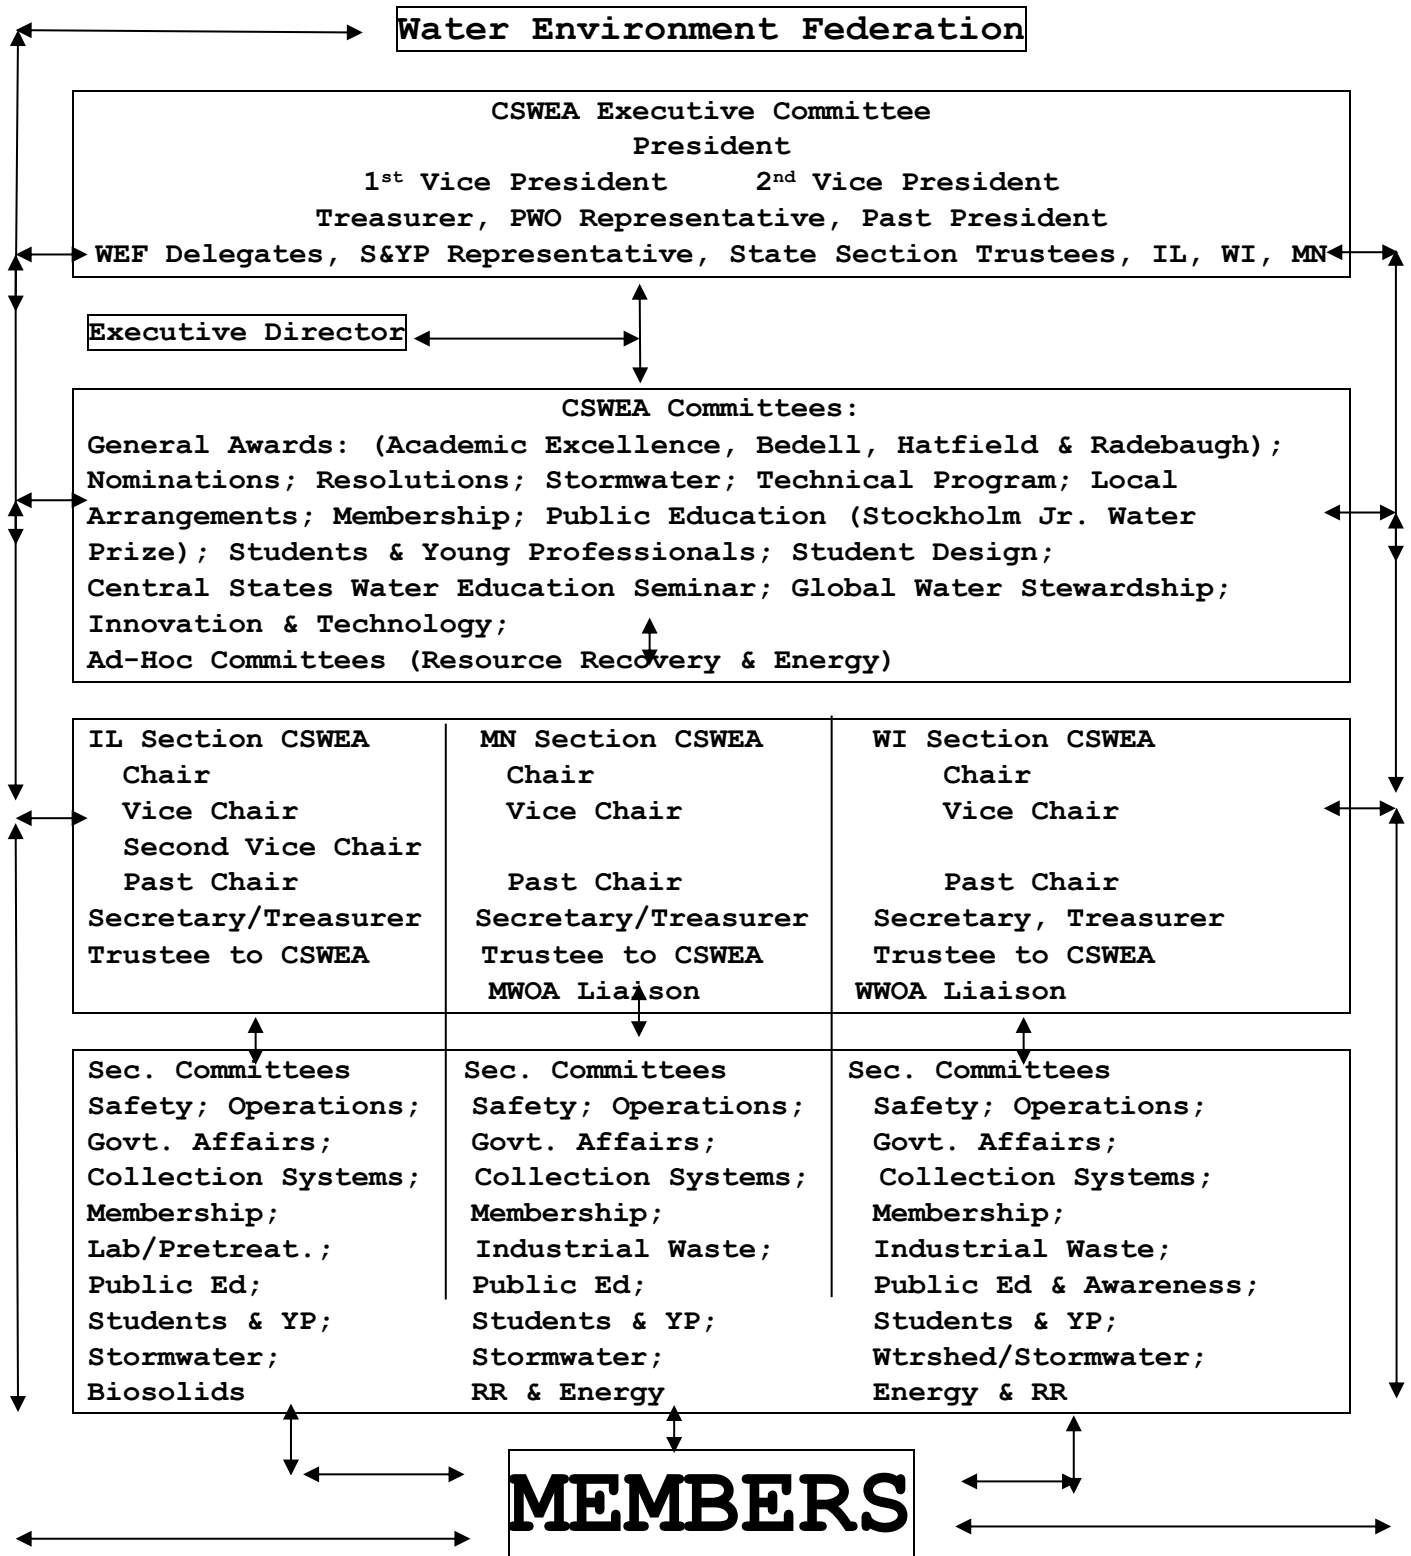 Water Environment Federation
CSWEA Executive Committee
President
1st Vice President 2nd Vice President
Treasurer, PWO Representative, Past President
WEF Delegates, S&YP Representative, State Section Trustees, IL, WI, MN
Executive Director
CSWEA Committees:
General Awards: (Academic Excellence, Bedell, Hatfield & Radebaugh);
Nominations; Resolutions; Stormwater; Technical Program; Local
Arrangements; Membership; Public Education (Stockholm Jr. Water
Prize); Students & Young Professionals; Student Design;
Central States Water Education Seminar; Global Water Stewardship;
Innovation & Technology;
Ad-Hoc Committees (Resource Recovery & Energy)
IL Section CSWEA
Chair
Vice Chair
Second Vice Chair
Past Chair
Secretary/Treasurer
Trustee to CSWEA
MN Section CSWEA
Chair
Vice Chair
Past Chair
Secretary/Treasurer
Trustee to CSWEA
MWOA Liaison
WI Section CSWEA
Chair
Vice Chair
Past Chair
Secretary, Treasurer
Trustee to CSWEA
WWOA Liaison
Sec. Committees
Safety; Operations;
Govt. Affairs;
Collection Systems;
Membership;
Lab/Pretreat.;
Public Ed;
Students & YP;
Stormwater;
Biosolids
Sec. Committees
Safety; Operations;
Govt. Affairs;
Collection Systems;
Membership;
Industrial Waste;
Public Ed;
Students & YP;
Stormwater;
RR & Energy
Sec. Committees
Safety; Operations;
Govt. Affairs;
Collection Systems;
Membership;
Industrial Waste;
Public Ed & Awareness;
Students & YP;
Wtrshed/Stormwater;
Energy & RR
MEMBERS